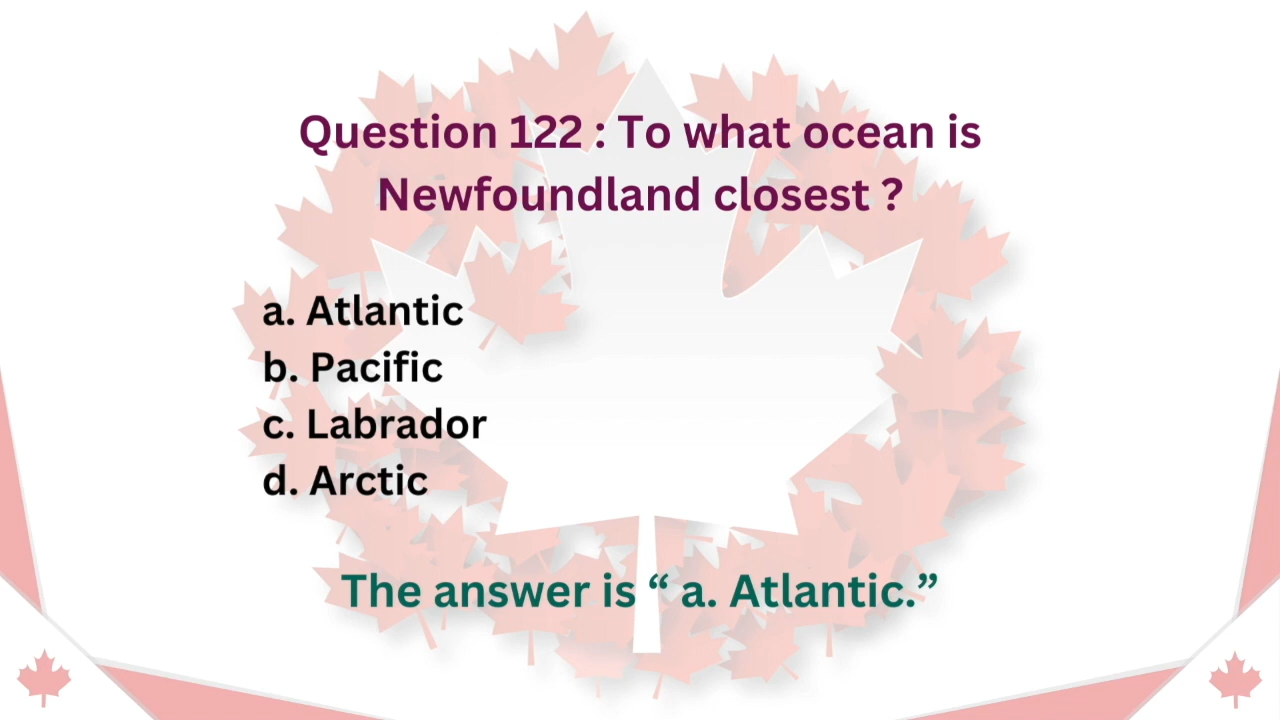 Question 122 : To what ocean is
Newfoundland closest ?
a. Atlantic
b. Pacific
c. Labrador
d. Arctic
The answer is “ a. Atlantic.”